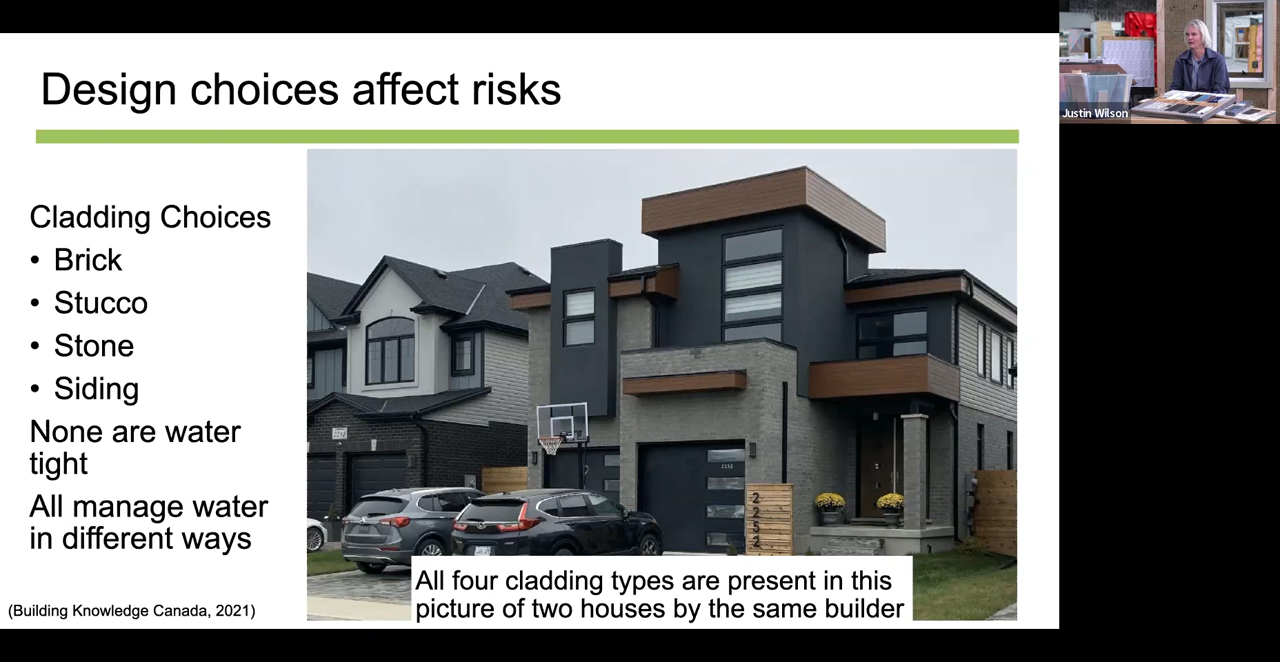 Design choices affect risks
Cladding Choices
• Brick
• Stucco
• Stone
• Siding
None are water
tight
All manage water
in different ways
(Building Knowledge Canada, 2021)
2252
All four cladding types are present in this
picture of two houses by the same builder
Justin Wilson